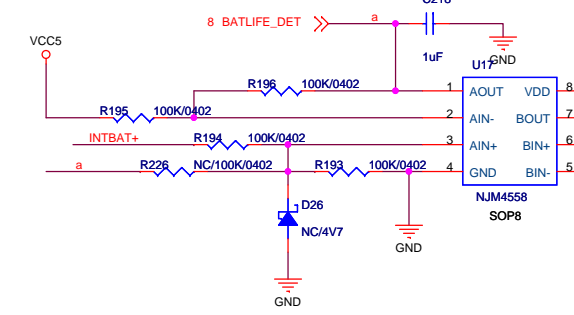 C218
8 BATLIFE_DET
a
VCC5
1uF
GND
U17
R196 100K/0402
1 AOUT VDD 8
R195 100K/0402
2 AIN- BOUT 7
INTBAT+ R194 100K/0402
3 AIN+ BIN+ 6
a R226 NC/100K/0402 R193 100K/0402
4 GND BIN- 5
NJM4558
D26
SOP8
NC/4V7
GND
GND